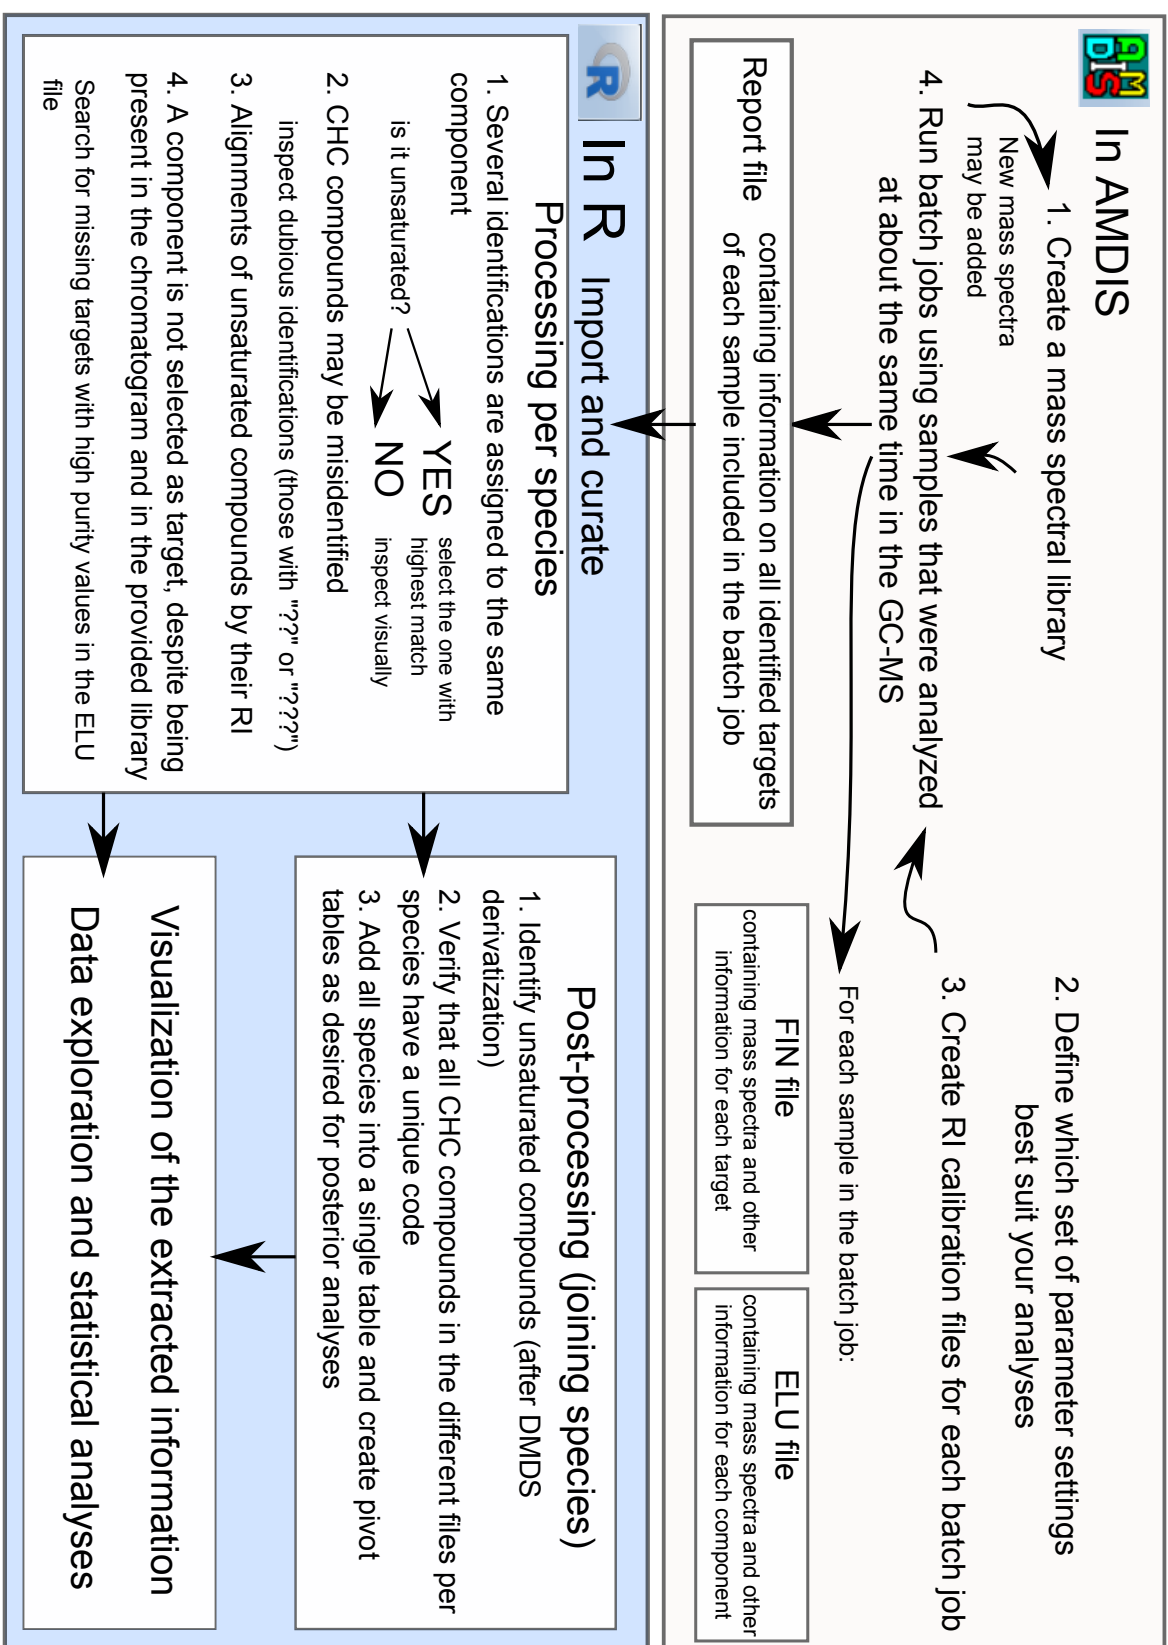 AM
DIS
In AMDIS
1. Create a mass spectral library
New mass spectra
may be added
2. Define which set of parameter settings
best suit your analyses
3. Create RI calibration files for each batch job
4. Run batch jobs using samples that were analyzed
at about the same time in the GC-MS
For each sample in the batch job:
Report file
containing information on all identified targets
of each sample included in the batch job
FIN file
containing mass spectra and other
information for each target
ELU file
containing mass spectra and other
information for each component
R
In R
Import and curate
Processing per species
1. Several identifications are assigned to the same
component
is it unsaturated?
YES
select the one with
highest match
NO
inspect visually
2. CHC compounds may be misidentified
inspect dubious identifications (those with "??" or "???")
3. Alignments of unsaturated compounds by their RI
4. A component is not selected as target, despite being
present in the chromatogram and in the provided library
Search for missing targets with high purity values in the ELU
file
Post-processing (joining species)
1. Identify unsaturated compounds (after DMDS
derivatization)
2. Verify that all CHC compounds in the different files per
species have a unique code
3. Add all species into a single table and create pivot
tables as desired for posterior analyses
Visualization of the extracted information
Data exploration and statistical analyses